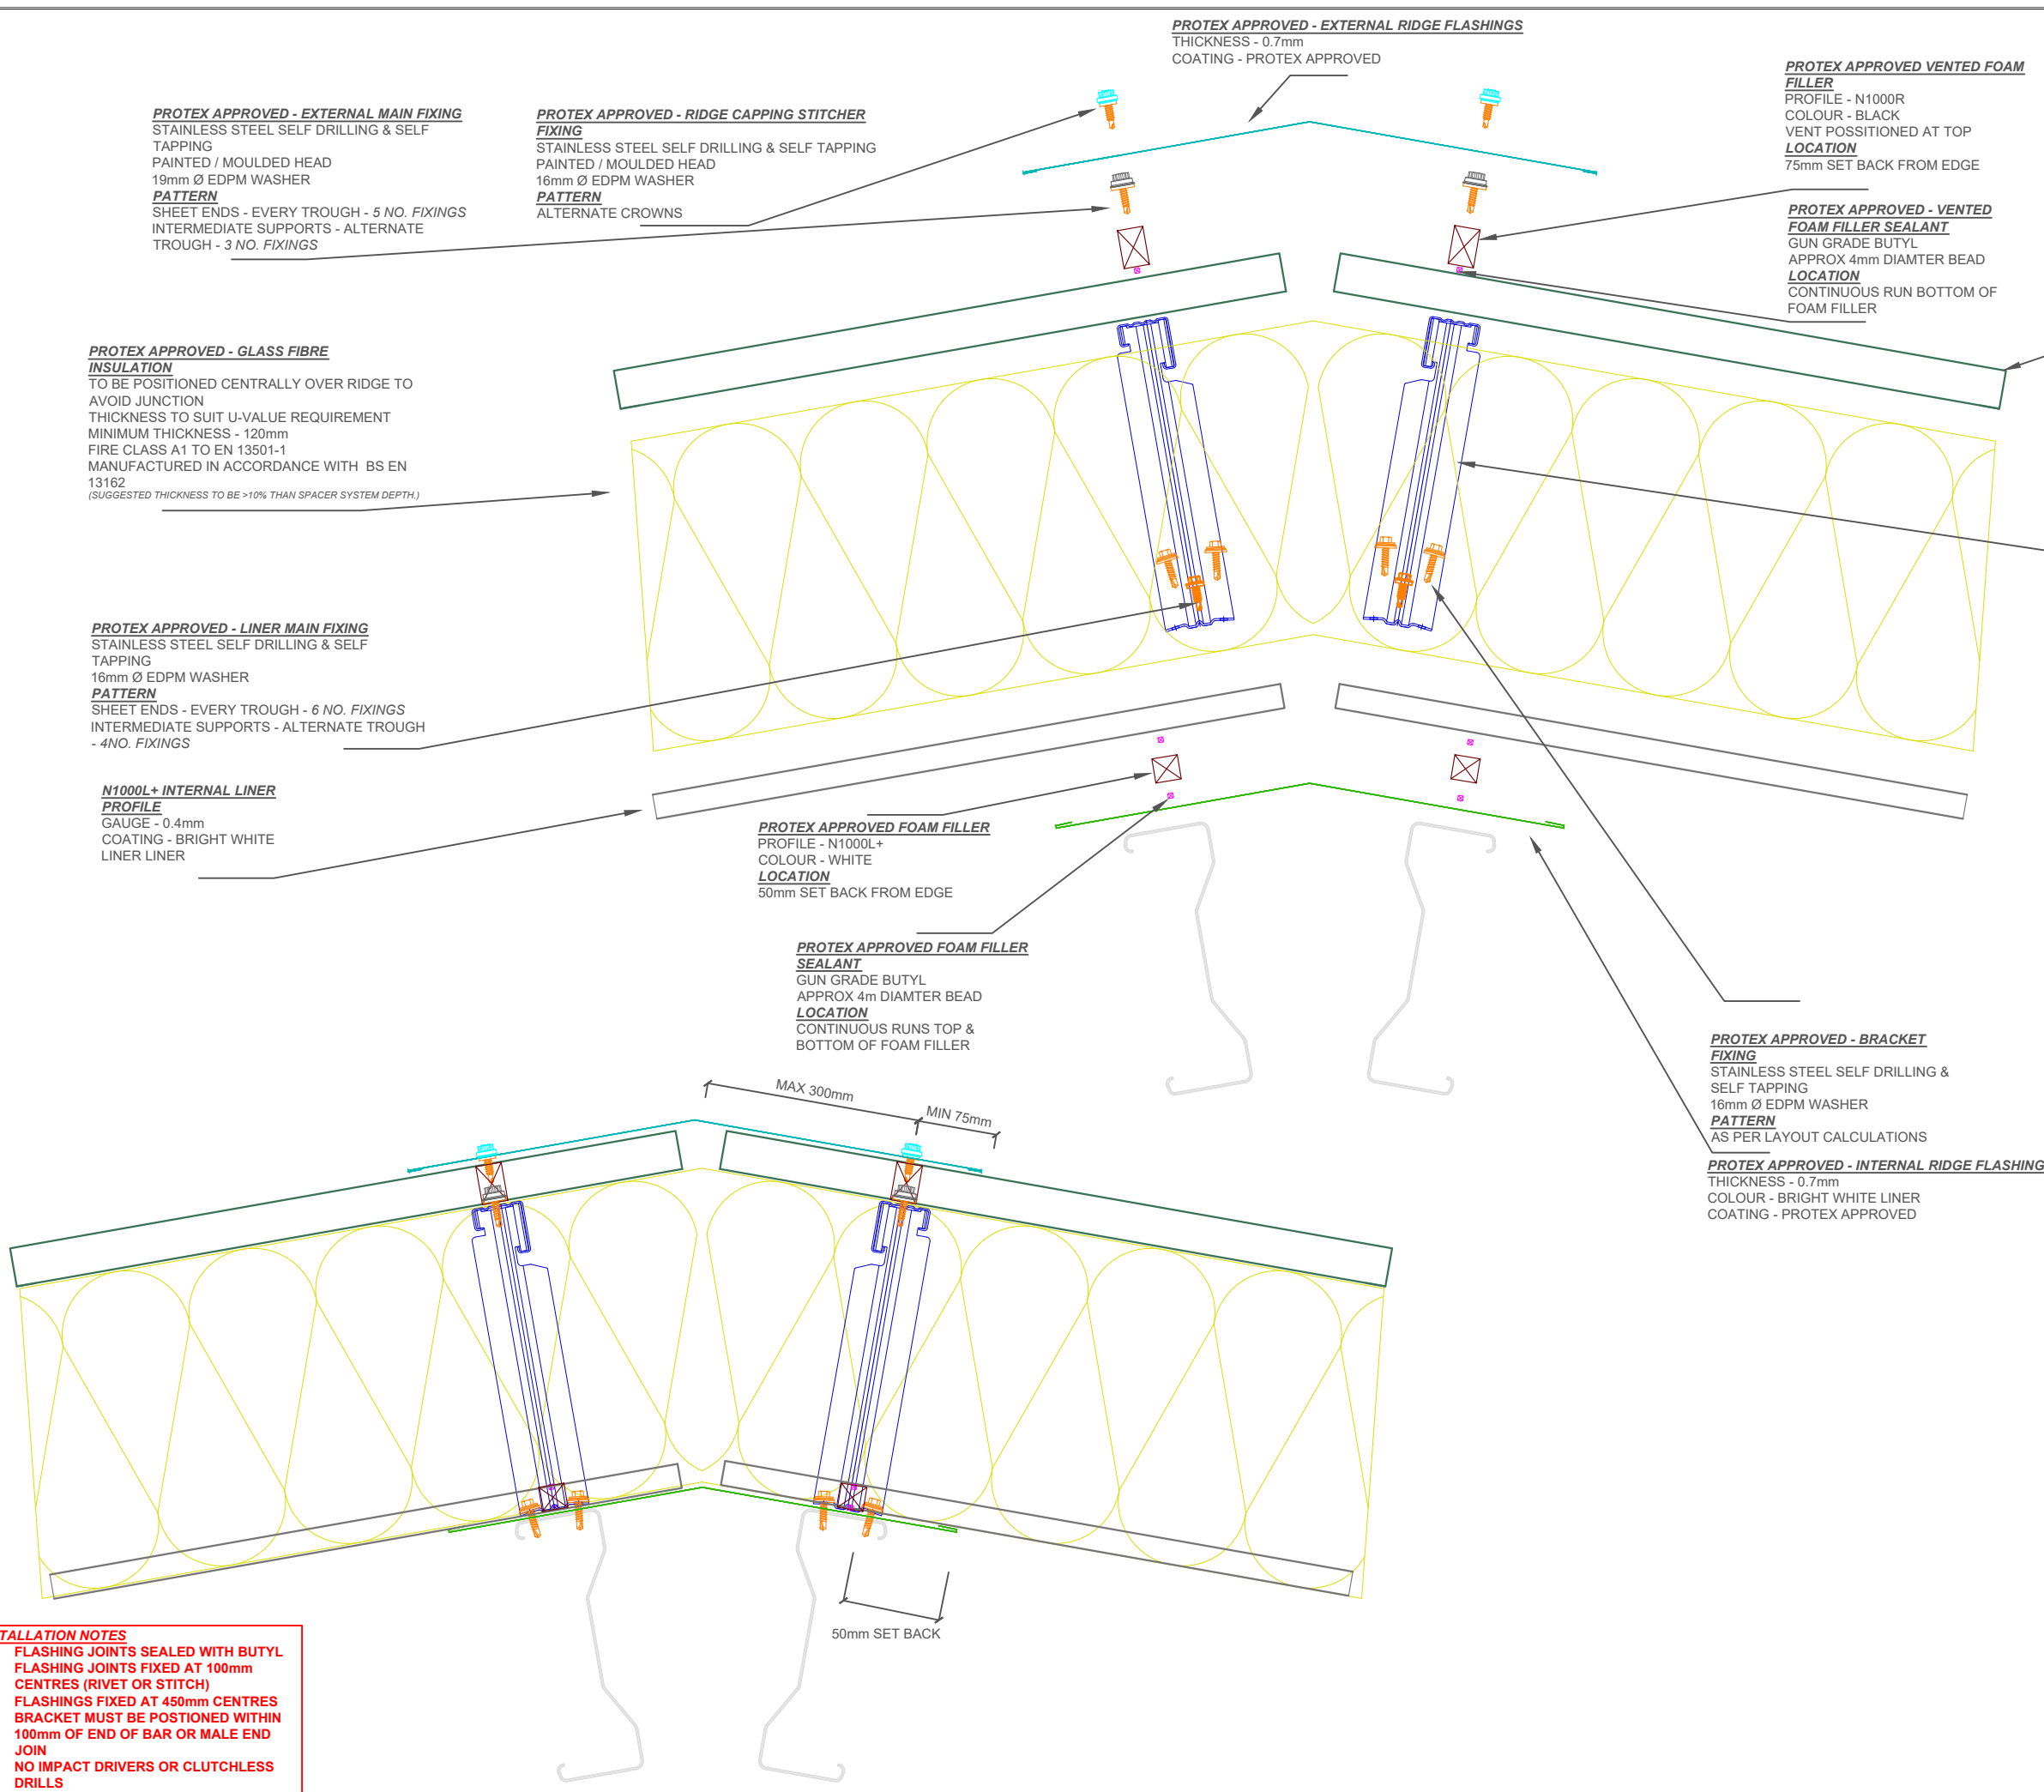 PROTEX APPROVED - EXTERNAL RIDGE FLASHINGS
THICKNESS - 0.7mm
COATING - PROTEX APPROVED
PROTEX APPROVED - EXTERNAL MAIN FIXING
STAINLESS STEEL SELF DRILLING & SELF
TAPPING
PAINTED / MOULDED HEAD
19mm Ø EDPM WASHER
PATTERN
SHEET ENDS - EVERY TROUGH - 5 NO. FIXINGS
INTERMEDIATE SUPPORTS - ALTERNATE
TROUGH - 3 NO. FIXINGS
PROTEX APPROVED - RIDGE CAPPING STITCHER
FIXING
STAINLESS STEEL SELF DRILLING & SELF TAPPING
PAINTED / MOULDED HEAD
16mm Ø EDPM WASHER
PATTERN
ALTERNATE CROWNS
PROTEX APPROVED VENTED FOAM
FILLER
PROFILE - N1000R
COLOUR - BLACK
VENT POSSITIONED AT TOP
LOCATION
75mm SET BACK FROM EDGE
PROTEX APPROVED - VENTED
FOAM FILLER SEALANT
GUN GRADE BUTYL
APPROX 4mm DIAMTER BEAD
LOCATION
CONTINUOUS RUN BOTTOM OF
FOAM FILLER
PROTEX APPROVED - GLASS FIBRE
INSULATION
TO BE POSITIONED CENTRALLY OVER RIDGE TO
AVOID JUNCTION
THICKNESS TO SUIT U-VALUE REQUIREMENT
MINIMUM THICKNESS - 120mm
FIRE CLASS A1 TO EN 13501-1
MANUFACTURED IN ACCORDANCE WITH BS EN
13162
(SUGGESTED THICKNESS TO BE >10% THAN SPACER SYSTEM DEPTH.)
PROTEX APPROVED - LINER MAIN FIXING
STAINLESS STEEL SELF DRILLING & SELF
TAPPING
16mm Ø EDPM WASHER
PATTERN
SHEET ENDS - EVERY TROUGH - 6 NO. FIXINGS
INTERMEDIATE SUPPORTS - ALTERNATE TROUGH
- 4NO. FIXINGS
N1000L+ INTERNAL LINER
PROFILE
GAUGE - 0.4mm
COATING - BRIGHT WHITE
LINER LINER
PROTEX APPROVED FOAM FILLER
PROFILE - N1000L+
COLOUR - WHITE
LOCATION
50mm SET BACK FROM EDGE
PROTEX APPROVED FOAM FILLER
SEALANT
GUN GRADE BUTYL
APPROX 4m DIAMTER BEAD
LOCATION
CONTINUOUS RUNS TOP &
BOTTOM OF FOAM FILLER
PROTEX APPROVED - BRACKET
FIXING
STAINLESS STEEL SELF DRILLING &
SELF TAPPING
16mm Ø EDPM WASHER
PATTERN
AS PER LAYOUT CALCULATIONS
PROTEX APPROVED - INTERNAL RIDGE FLASHING
THICKNESS - 0.7mm
COLOUR - BRIGHT WHITE LINER
COATING - PROTEX APPROVED
MAX 300mm
MIN 75mm
50mm SET BACK
TALLATION NOTES
FLASHING JOINTS SEALED WITH BUTYL
FLASHING JOINTS FIXED AT 100mm
CENTRES (RIVET OR STITCH)
FLASHINGS FIXED AT 450mm CENTRES
BRACKET MUST BE POSTIONED WITHIN
100mm OF END OF BAR OR MALE END
JOIN
NO IMPACT DRIVERS OR CLUTCHLESS
DRILLS